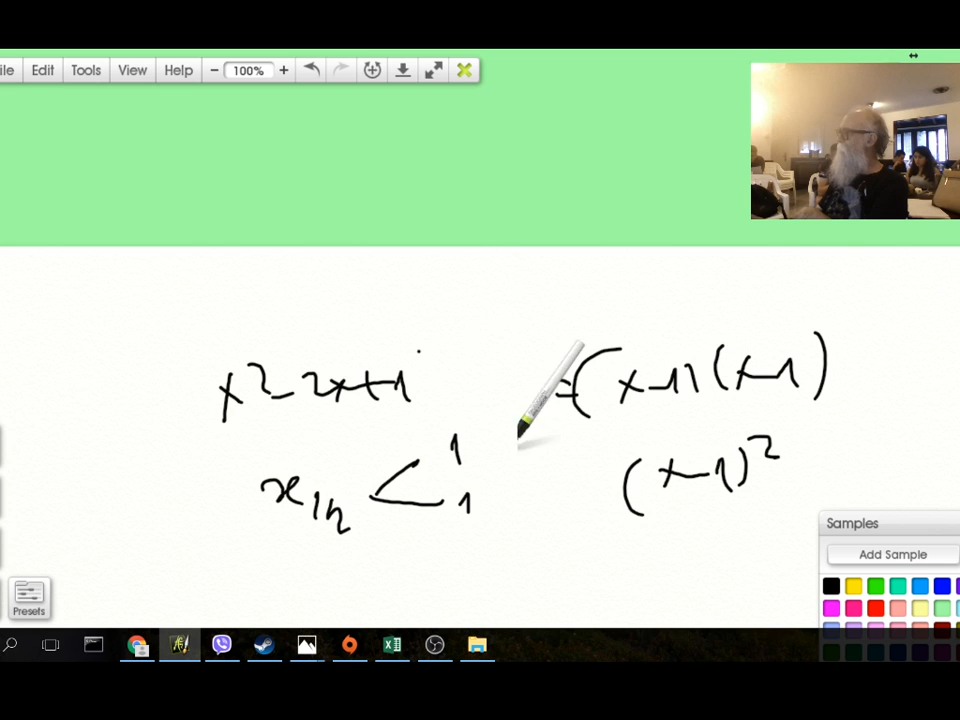 ile Edit Tools View Help − 100% +
x²-2x+1 =(x-1)(x-1)
x₁,₂ < 1
1
(x-1)²
Samples
Add Sample
Presets